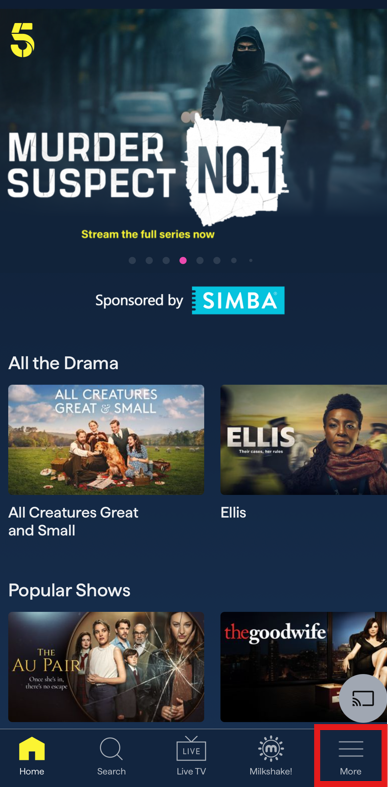 5
MURDER
SUSPECT
NO.1
Stream the full series now
Sponsored by SIMBA
All the Drama
ALL CREATURES
GREAT & SMALL
ELLIS
Their cases, her rules
All Creatures Great
and Small
Ellis
Popular Shows
THE
AU PAIR
Once she's in,
there's no escape
thegoodwife
LIVE
m
Home
Search
Live TV
Milkshake!
More